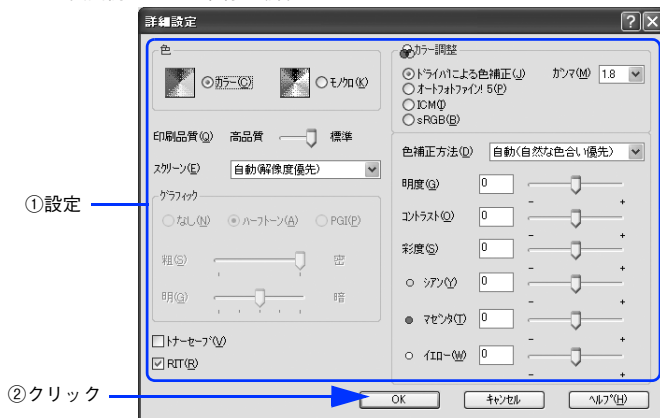 詳細設定
色
カラー(C)
モノクロ(K)
印刷品質(Q) 高品質 標準
スクリーン(E) 自動(解像度優先)
グラフィック
なし(N) ハーフトーン(A) PGI(P)
粗(S) 密
明(G) 暗
トナーセーブ(V)
RIT(R)
カラー調整
ドライバによる色補正(J) ガンマ(M) 1.8
オートフォトファイン! 5(P)
ICM(I)
sRGB(B)
色補正方法(D) 自動(自然な色合い優先)
明度(G) 0
- +
コントラスト(O) 0
- +
彩度(S) 0
- +
シアン(Y) 0
- +
マゼンタ(T) 0
- +
イエロー(W) 0
- +
①設定
②クリック
OK キャンセル ヘルプ(H)